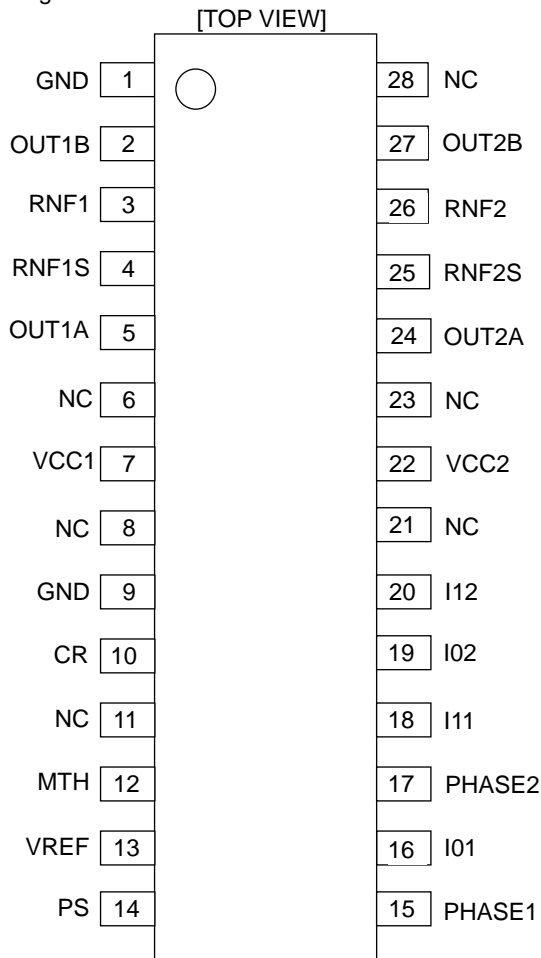 [TOP VIEW]
GND 1 28 NC
OUT1B 2 27 OUT2B
RNF1 3 26 RNF2
RNF1S 4 25 RNF2S
OUT1A 5 24 OUT2A
NC 6 23 NC
VCC1 7 22 VCC2
NC 8 21 NC
GND 9 20 I12
CR 10 19 I02
NC 11 18 I11
MTH 12 17 PHASE2
VREF 13 16 I01
PS 14 15 PHASE1